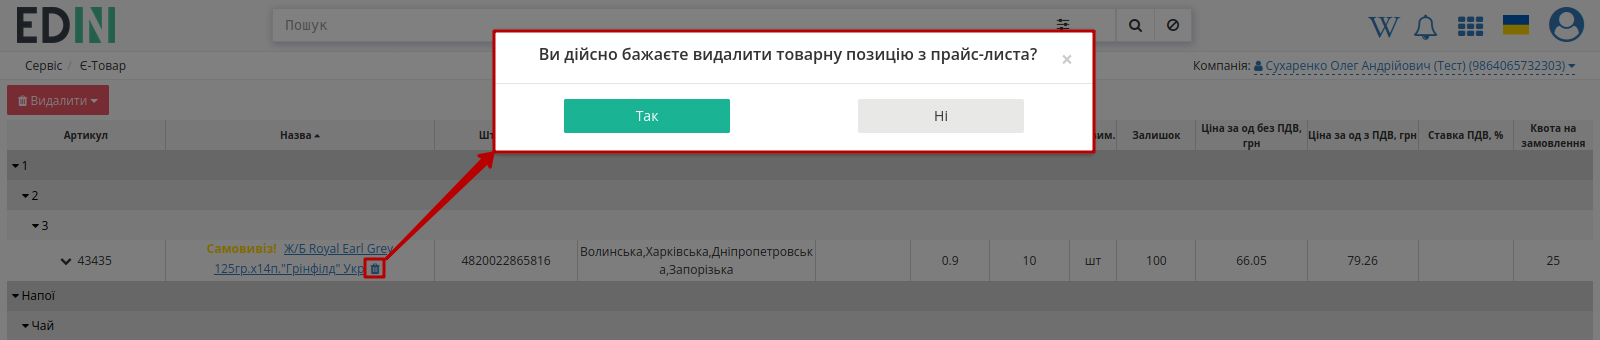 EDIN
Пошук
Ви дійсно бажаєте видалити товарну позицію з прайс-листа?
×
Так
Ні
W
Сервіс / Є-Товар
Компанія: Сухаренко Олег Андрійович (Тест) (9864065732303)
Видалити
Артикул
Назва
Шт
им.
Залишок
Ціна за од без ПДВ,
грн
Ціна за од з ПДВ, грн
Ставка ПДВ, %
Квота на
замовлення
1
2
3
43435
Самовивіз! Ж/Б Royal Earl Grey
125гр.х14п."Грінфілд" Укр
4820022865816
Волинська,Харківська,Дніпропетровськ
а,Запорізька
0.9
10
шт
100
66.05
79.26
25
Напої
Чай